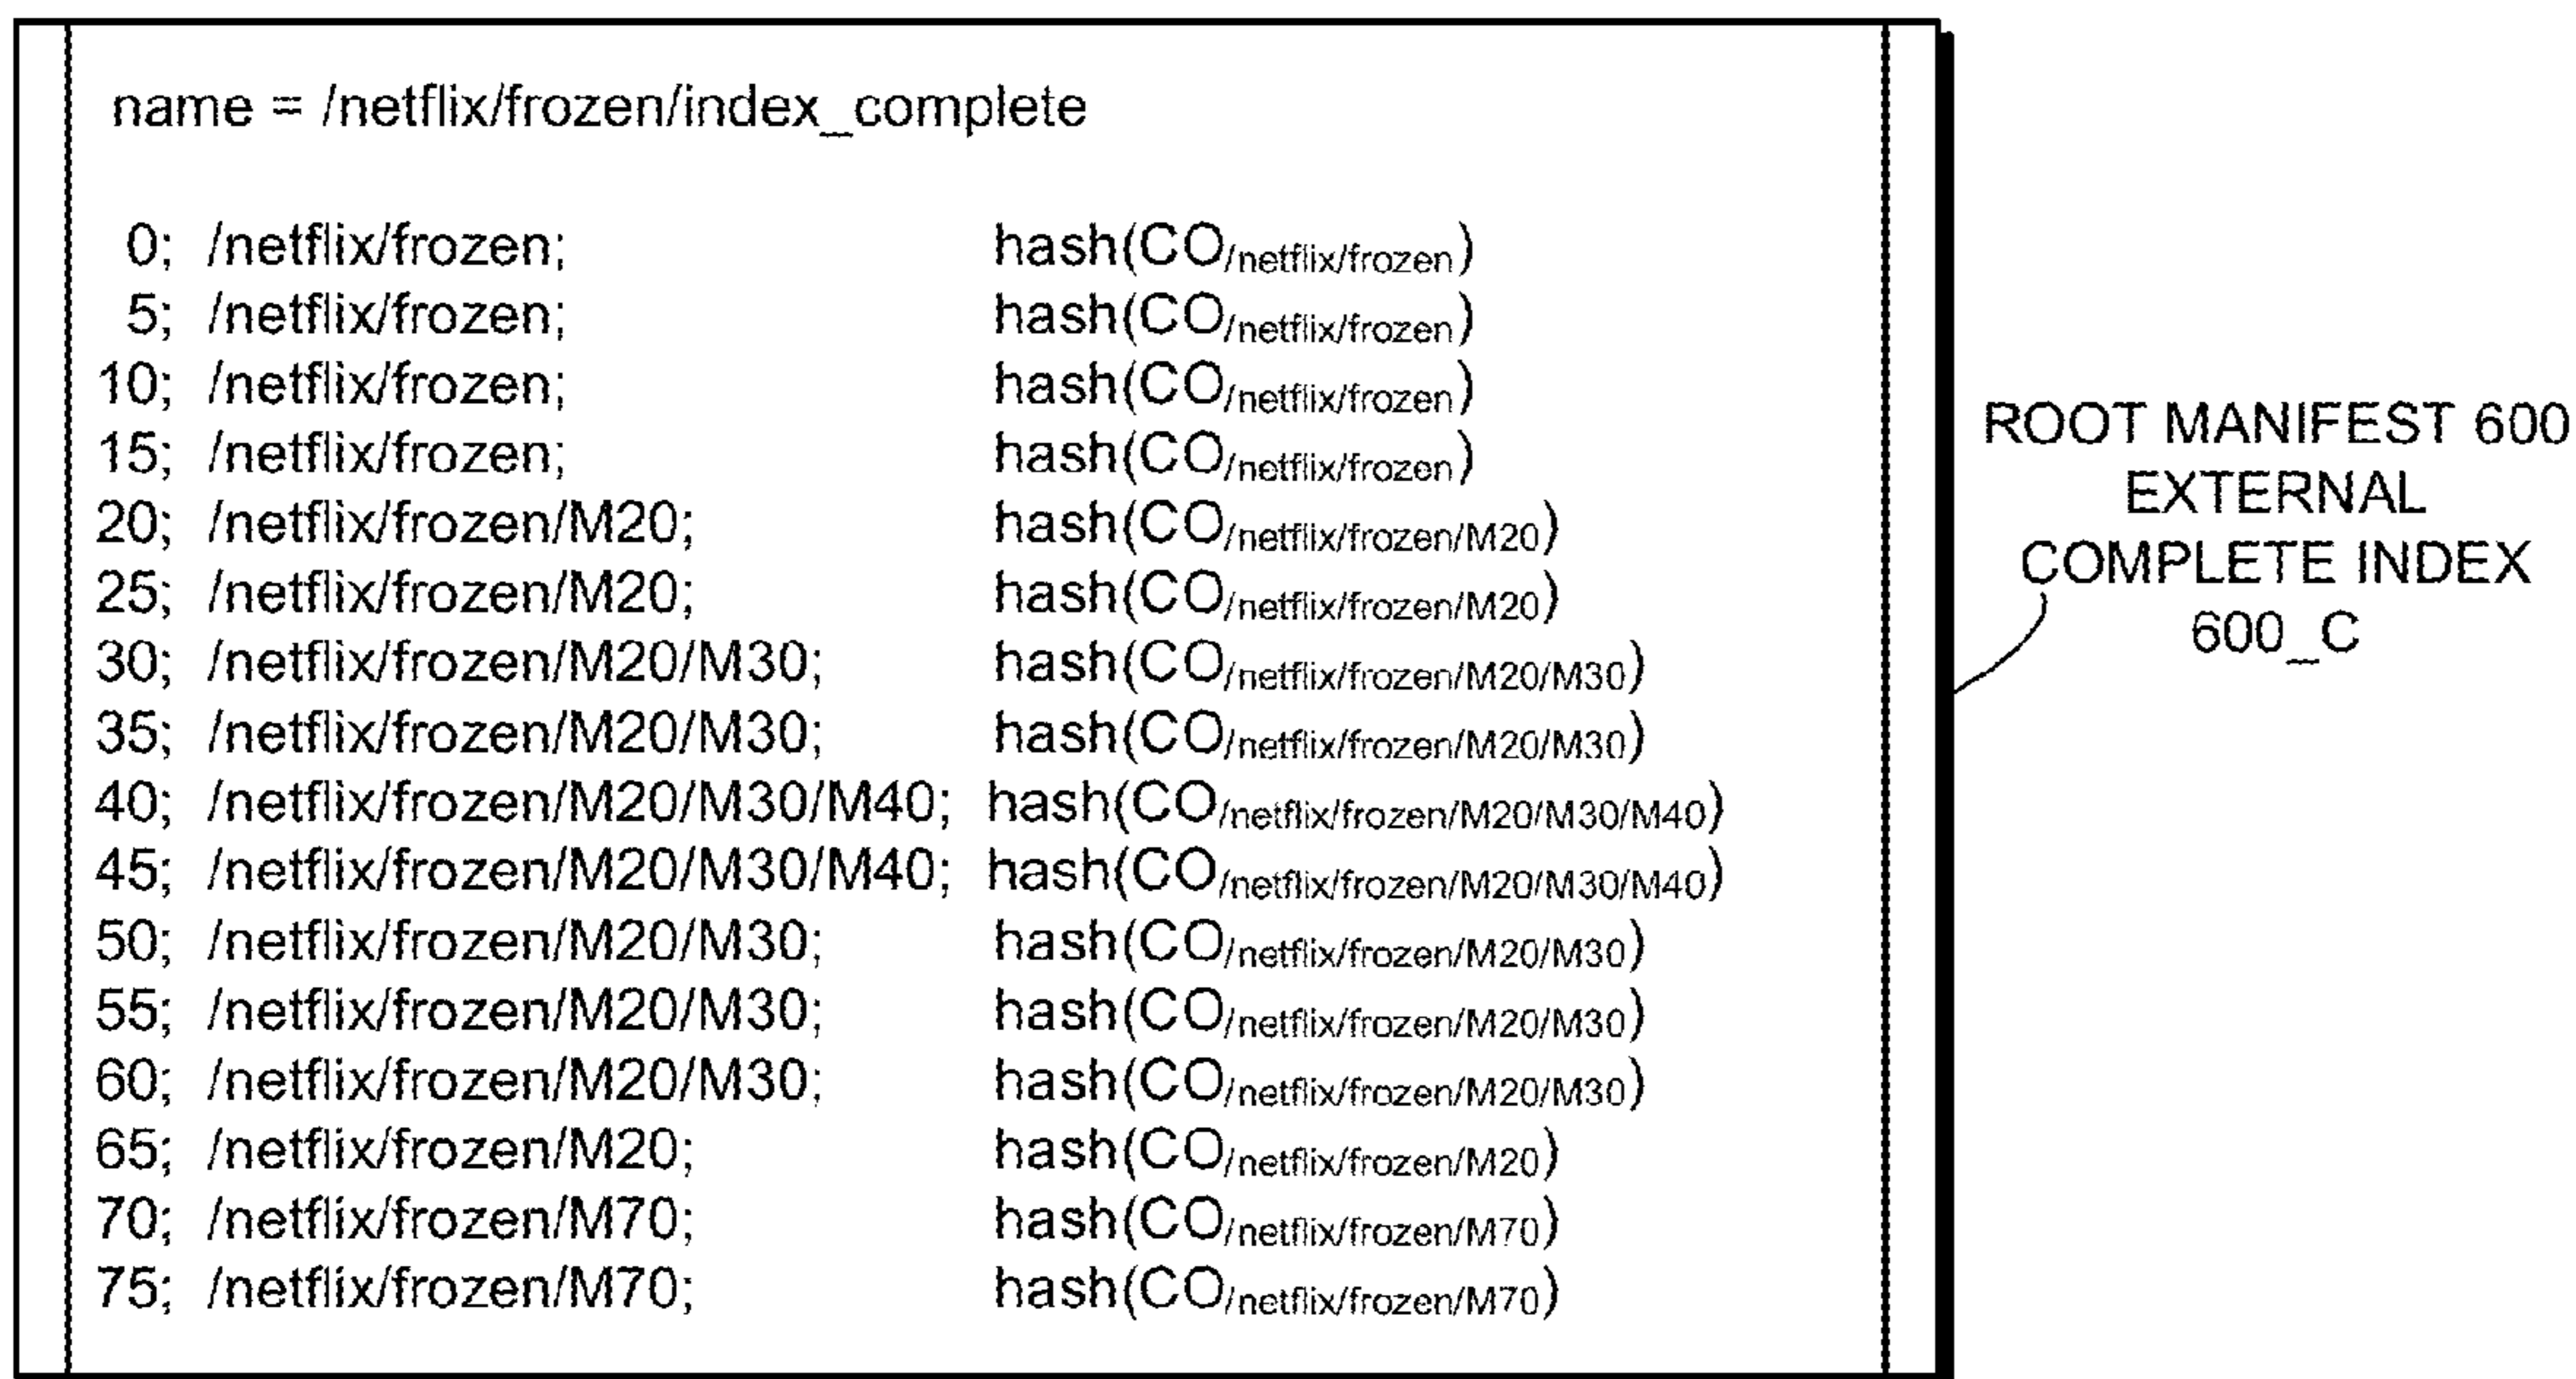 name = /netflix/frozen/index_complete
0; /netflix/frozen; hash(CO/netflix/frozen)
5; /netflix/frozen; hash(CO/netflix/frozen)
10; /netflix/frozen; hash(CO/netflix/frozen)
15; /netflix/frozen; hash(CO/netflix/frozen)
20; /netflix/frozen/M20; hash(CO/netflix/frozen/M20)
25; /netflix/frozen/M20; hash(CO/netflix/frozen/M20)
30; /netflix/frozen/M20/M30; hash(CO/netflix/frozen/M20/M30)
35; /netflix/frozen/M20/M30; hash(CO/netflix/frozen/M20/M30)
40; /netflix/frozen/M20/M30/M40; hash(CO/netflix/frozen/M20/M30/M40)
45; /netflix/frozen/M20/M30/M40; hash(CO/netflix/frozen/M20/M30/M40)
50; /netflix/frozen/M20/M30; hash(CO/netflix/frozen/M20/M30)
55; /netflix/frozen/M20/M30; hash(CO/netflix/frozen/M20/M30)
60; /netflix/frozen/M20/M30; hash(CO/netflix/frozen/M20/M30)
65; /netflix/frozen/M20; hash(CO/netflix/frozen/M20)
70; /netflix/frozen/M70; hash(CO/netflix/frozen/M70)
75; /netflix/frozen/M70; hash(CO/netflix/frozen/M70)
ROOT MANIFEST 600
EXTERNAL
COMPLETE INDEX
600_C